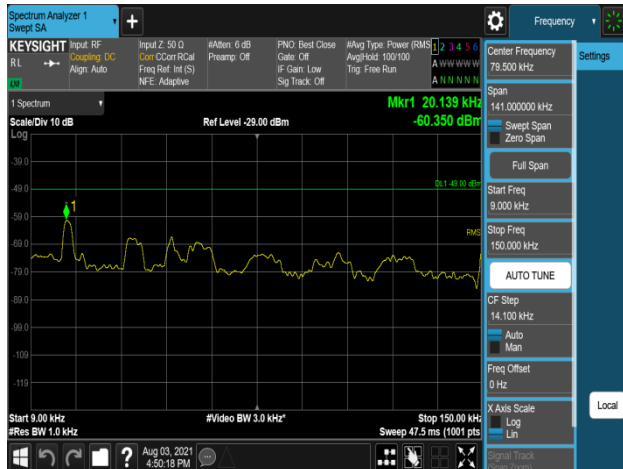 Spectrum Analyzer 1
Swept SA
+
Frequency
KEYSIGHT
RL
Input: RF
Coupling: DC
Align: Auto
Input Z: 50 Ω
Corr CCorr RCal
Freq Ref: Int (S)
NFE: Adaptive
#Atten: 6 dB
Preamp: Off
PNO: Best Close
Gate: Off
IF Gain: Low
Sig Track: Off
#Avg Type: Power (RMS
Avg|Hold: 100/100
Trig: Free Run
1 2 3 4 5 6
A W W W W W
A N N N N N
1 Spectrum
Scale/Div 10 dB
Log
Ref Level -29.00 dBm
Mkr1 20.139 kHz
-60.350 dBm
-39.0
-49.0
-59.0
-69.0
-79.0
-89.0
-99.0
-109
-119
DL1 -49.00 dBm
1
RMS
Start 9.00 kHz
#Res BW 1.0 kHz
#Video BW 3.0 kHz*
Stop 150.00 kHz
Sweep 47.5 ms (1001 pts
?
Aug 03, 2021
4:50:18 PM
Center Frequency
79.500 kHz
Span
141.000000 kHz
Swept Span
Zero Span
Full Span
Start Freq
9.000 kHz
Stop Freq
150.000 kHz
AUTO TUNE
CF Step
14.100 kHz
Auto
Man
Freq Offset
0 Hz
X Axis Scale
Log
Lin
Signal Track
(Span Zoom)
Settings
Local